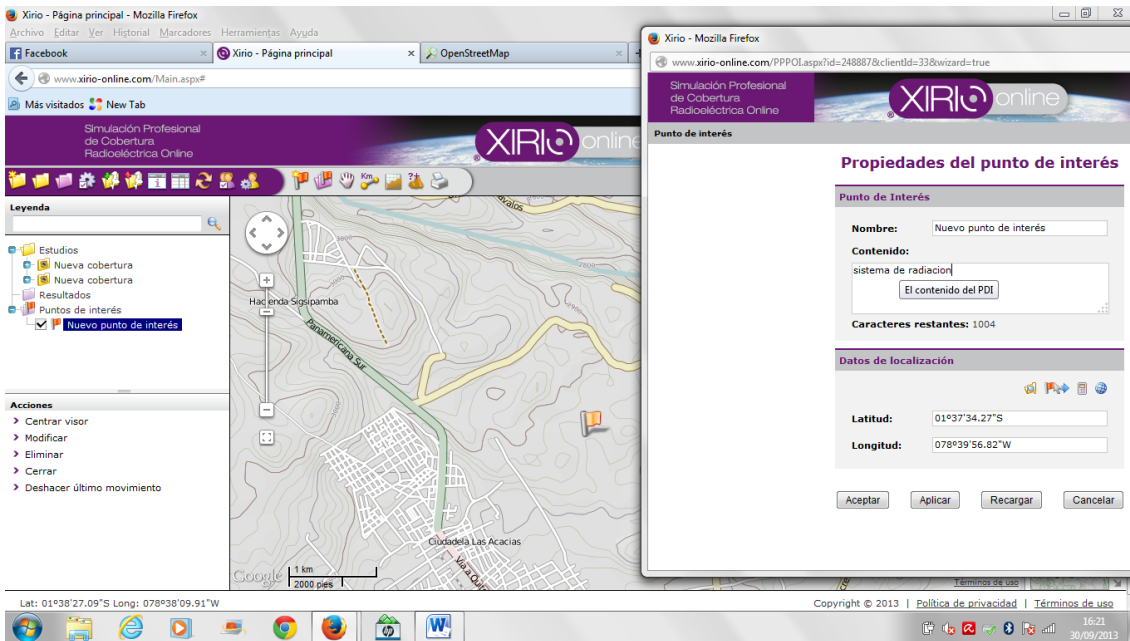 Xirio - Página principal - Mozilla Firefox
Archivo Editar Ver Historial Marcadores Herramientas Ayuda
Facebook
Xirio - Página principal
OpenStreetMap
www.xirio-online.com/Main.aspx#
Más visitados New Tab
Simulación Profesional
de Cobertura
Radioeléctrica Online
XIRIO online
Km
Leyenda
Estudios
Nueva cobertura
Nueva cobertura
Resultados
Puntos de interés
Nuevo punto de interés
Acciones
Centrar visor
Modificar
Eliminar
Cerrar
Deshacer último movimiento
Hacienda Sigsipamba
Panamericana Sur
Ciudadela Las Acacias
Google
1 km
2000 pies
Xirio - Mozilla Firefox
www.xirio-online.com/PPPOI.aspx?id=248887&clientId=33&wizard=true
Simulación Profesional
de Cobertura
Radioeléctrica Online
XIRIO online
Punto de interés
Propiedades del punto de interés
Punto de Interés
Nombre: Nuevo punto de interés
Contenido:
sistema de radiacion
El contenido del PDI
Caracteres restantes: 1004
Datos de localización
Latitud: 01º37'34.27"S
Longitud: 078º39'56.82"W
Aceptar Aplicar Recargar Cancelar
Términos de uso
Lat: 01º38'27.09"S Long: 078º38'09.91"W
Copyright © 2013 | Política de privacidad | Términos de uso
16:21
30/09/2013